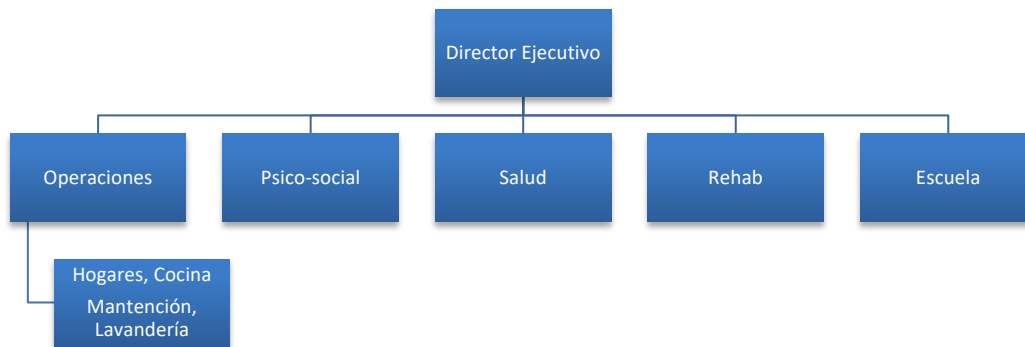 Director Ejecutivo
Operaciones
Psico-social
Salud
Rehab
Escuela
Hogares, Cocina
Mantención,
Lavandería